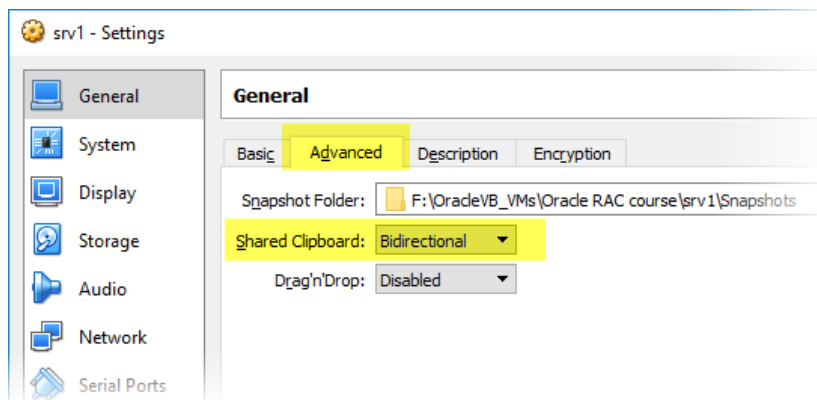 srv1 - Settings
General
System
Display
Storage
Audio
Network
Serial Ports
General
Basic Advanced Description Encryption
Snapshot Folder: F:\OracleVB_VMs\Oracle RAC course\srv1\Snapshots
Shared Clipboard: Bidirectional
Drag'n'Drop: Disabled